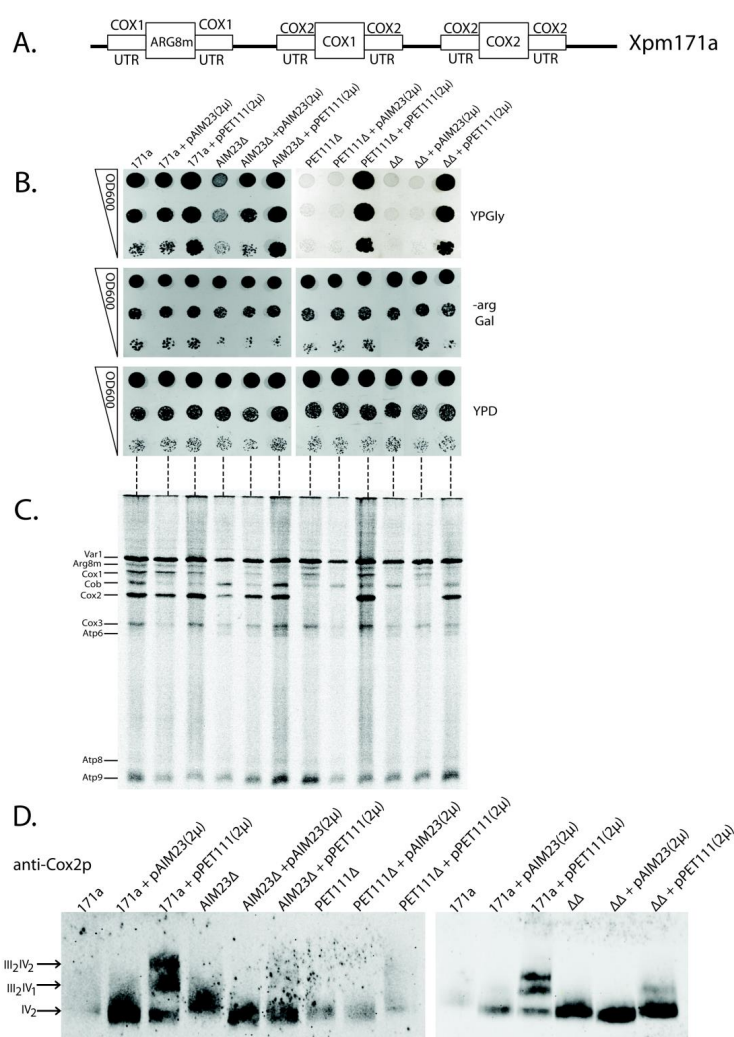 A.
COX1 COX1 COX2 COX2 COX2 COX2
ARG8m COX1 COX2
UTR UTR UTR UTR UTR UTR
Xpm171a
B.
171a
171a + pAIM23(2μ)
171a + pPET111(2μ)
AIM23Δ
AIM23Δ +pAIM23(2μ)
AIM23Δ + pPET111(2μ)
PET111Δ
PET111Δ + pAIM23(2μ)
PET111Δ + pPET111(2μ)
ΔΔ
ΔΔ + pAIM23(2μ)
ΔΔ + pPET111(2μ)
OD600
YPGly
OD600
-arg
Gal
OD600
YPD
C.
Var1
Arg8m
Cox1
Cob
Cox2
Cox3
Atp6
Atp8
Atp9
D.
anti-Cox2p
171a
171a + pAIM23(2μ)
171a + pPET111(2μ)
AIM23Δ
AIM23Δ +pAIM23(2μ)
AIM23Δ + pPET111(2μ)
PET111Δ
PET111Δ + pAIM23(2μ)
PET111Δ + pPET111(2μ)
171a
171a + pAIM23(2μ)
171a + pPET111(2μ)
ΔΔ
ΔΔ + pAIM23(2μ)
ΔΔ + pPET111(2μ)
III₂IV₂
III₂IV₁
IV₂